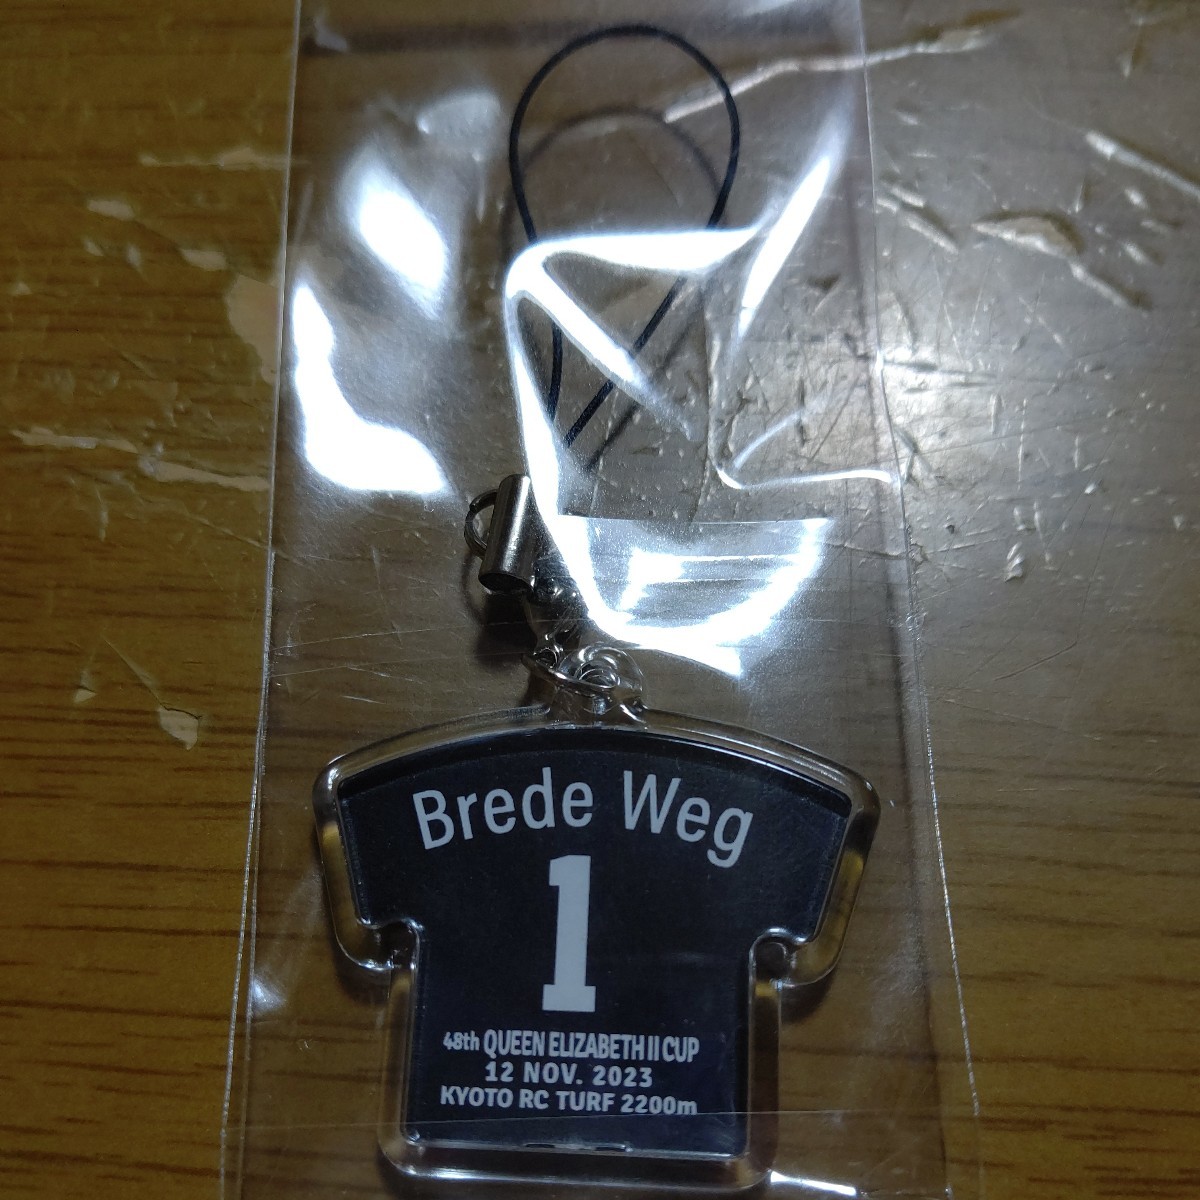 Brede Weg
1
48th QUEEN ELIZABETH II CUP
12 NOV. 2023
KYOTO RC TURF 2200m